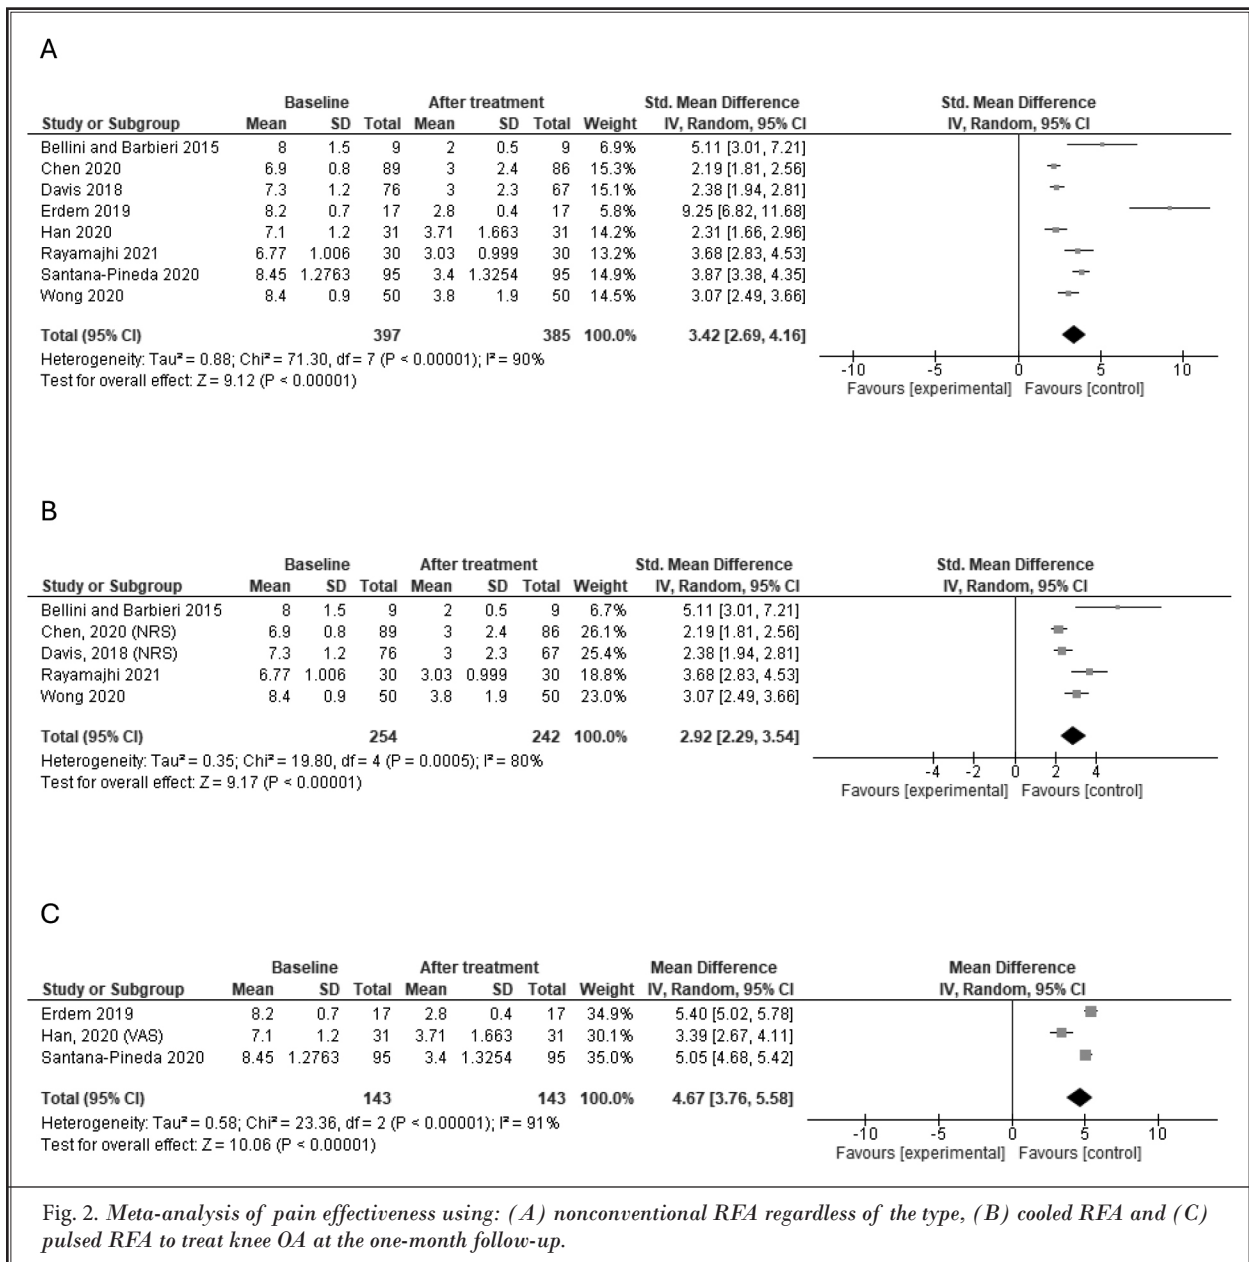 A
Baseline After treatment Std. Mean Difference Std. Mean Difference
Study or Subgroup Mean SD Total Mean SD Total Weight IV, Random, 95% CI IV, Random, 95% CI
Bellini and Barbieri 2015 8 1.5 9 2 0.5 9 6.9% 5.11 [3.01, 7.21]
Chen 2020 6.9 0.8 89 3 2.4 86 15.3% 2.19 [1.81, 2.56]
Davis 2018 7.3 1.2 76 3 2.3 67 15.1% 2.38 [1.94, 2.81]
Erdem 2019 8.2 0.7 17 2.8 0.4 17 5.8% 9.25 [6.82, 11.68]
Han 2020 7.1 1.2 31 3.71 1.663 31 14.2% 2.31 [1.66, 2.96]
Rayamajhi 2021 6.77 1.006 30 3.03 0.999 30 13.2% 3.68 [2.83, 4.53]
Santana-Pineda 2020 8.45 1.2763 95 3.4 1.3254 95 14.9% 3.87 [3.38, 4.35]
Wong 2020 8.4 0.9 50 3.8 1.9 50 14.5% 3.07 [2.49, 3.66]
Total (95% CI) 397 385 100.0% 3.42 [2.69, 4.16]
Heterogeneity: Tau² = 0.88; Chi² = 71.30, df = 7 (P < 0.00001); I² = 90%
Test for overall effect: Z = 9.12 (P < 0.00001)
-10 -5 0 5 10
Favours [experimental] Favours [control]
B
Baseline After treatment Std. Mean Difference Std. Mean Difference
Study or Subgroup Mean SD Total Mean SD Total Weight IV, Random, 95% CI IV, Random, 95% CI
Bellini and Barbieri 2015 8 1.5 9 2 0.5 9 6.7% 5.11 [3.01, 7.21]
Chen, 2020 (NRS) 6.9 0.8 89 3 2.4 86 26.1% 2.19 [1.81, 2.56]
Davis, 2018 (NRS) 7.3 1.2 76 3 2.3 67 25.4% 2.38 [1.94, 2.81]
Rayamajhi 2021 6.77 1.006 30 3.03 0.999 30 18.8% 3.68 [2.83, 4.53]
Wong 2020 8.4 0.9 50 3.8 1.9 50 23.0% 3.07 [2.49, 3.66]
Total (95% CI) 254 242 100.0% 2.92 [2.29, 3.54]
Heterogeneity: Tau² = 0.35; Chi² = 19.80, df = 4 (P = 0.0005); I² = 80%
Test for overall effect: Z = 9.17 (P < 0.00001)
-4 -2 0 2 4
Favours [experimental] Favours [control]
C
Baseline After treatment Mean Difference Mean Difference
Study or Subgroup Mean SD Total Mean SD Total Weight IV, Random, 95% CI IV, Random, 95% CI
Erdem 2019 8.2 0.7 17 2.8 0.4 17 34.9% 5.40 [5.02, 5.78]
Han, 2020 (VAS) 7.1 1.2 31 3.71 1.663 31 30.1% 3.39 [2.67, 4.11]
Santana-Pineda 2020 8.45 1.2763 95 3.4 1.3254 95 35.0% 5.05 [4.68, 5.42]
Total (95% CI) 143 143 100.0% 4.67 [3.76, 5.58]
Heterogeneity: Tau² = 0.58; Chi² = 23.36, df = 2 (P < 0.00001); I² = 91%
Test for overall effect: Z = 10.06 (P < 0.00001)
-10 -5 0 5 10
Favours [experimental] Favours [control]
Fig. 2. Meta-analysis of pain effectiveness using: (A) nonconventional RFA regardless of the type, (B) cooled RFA and (C)
pulsed RFA to treat knee OA at the one-month follow-up.